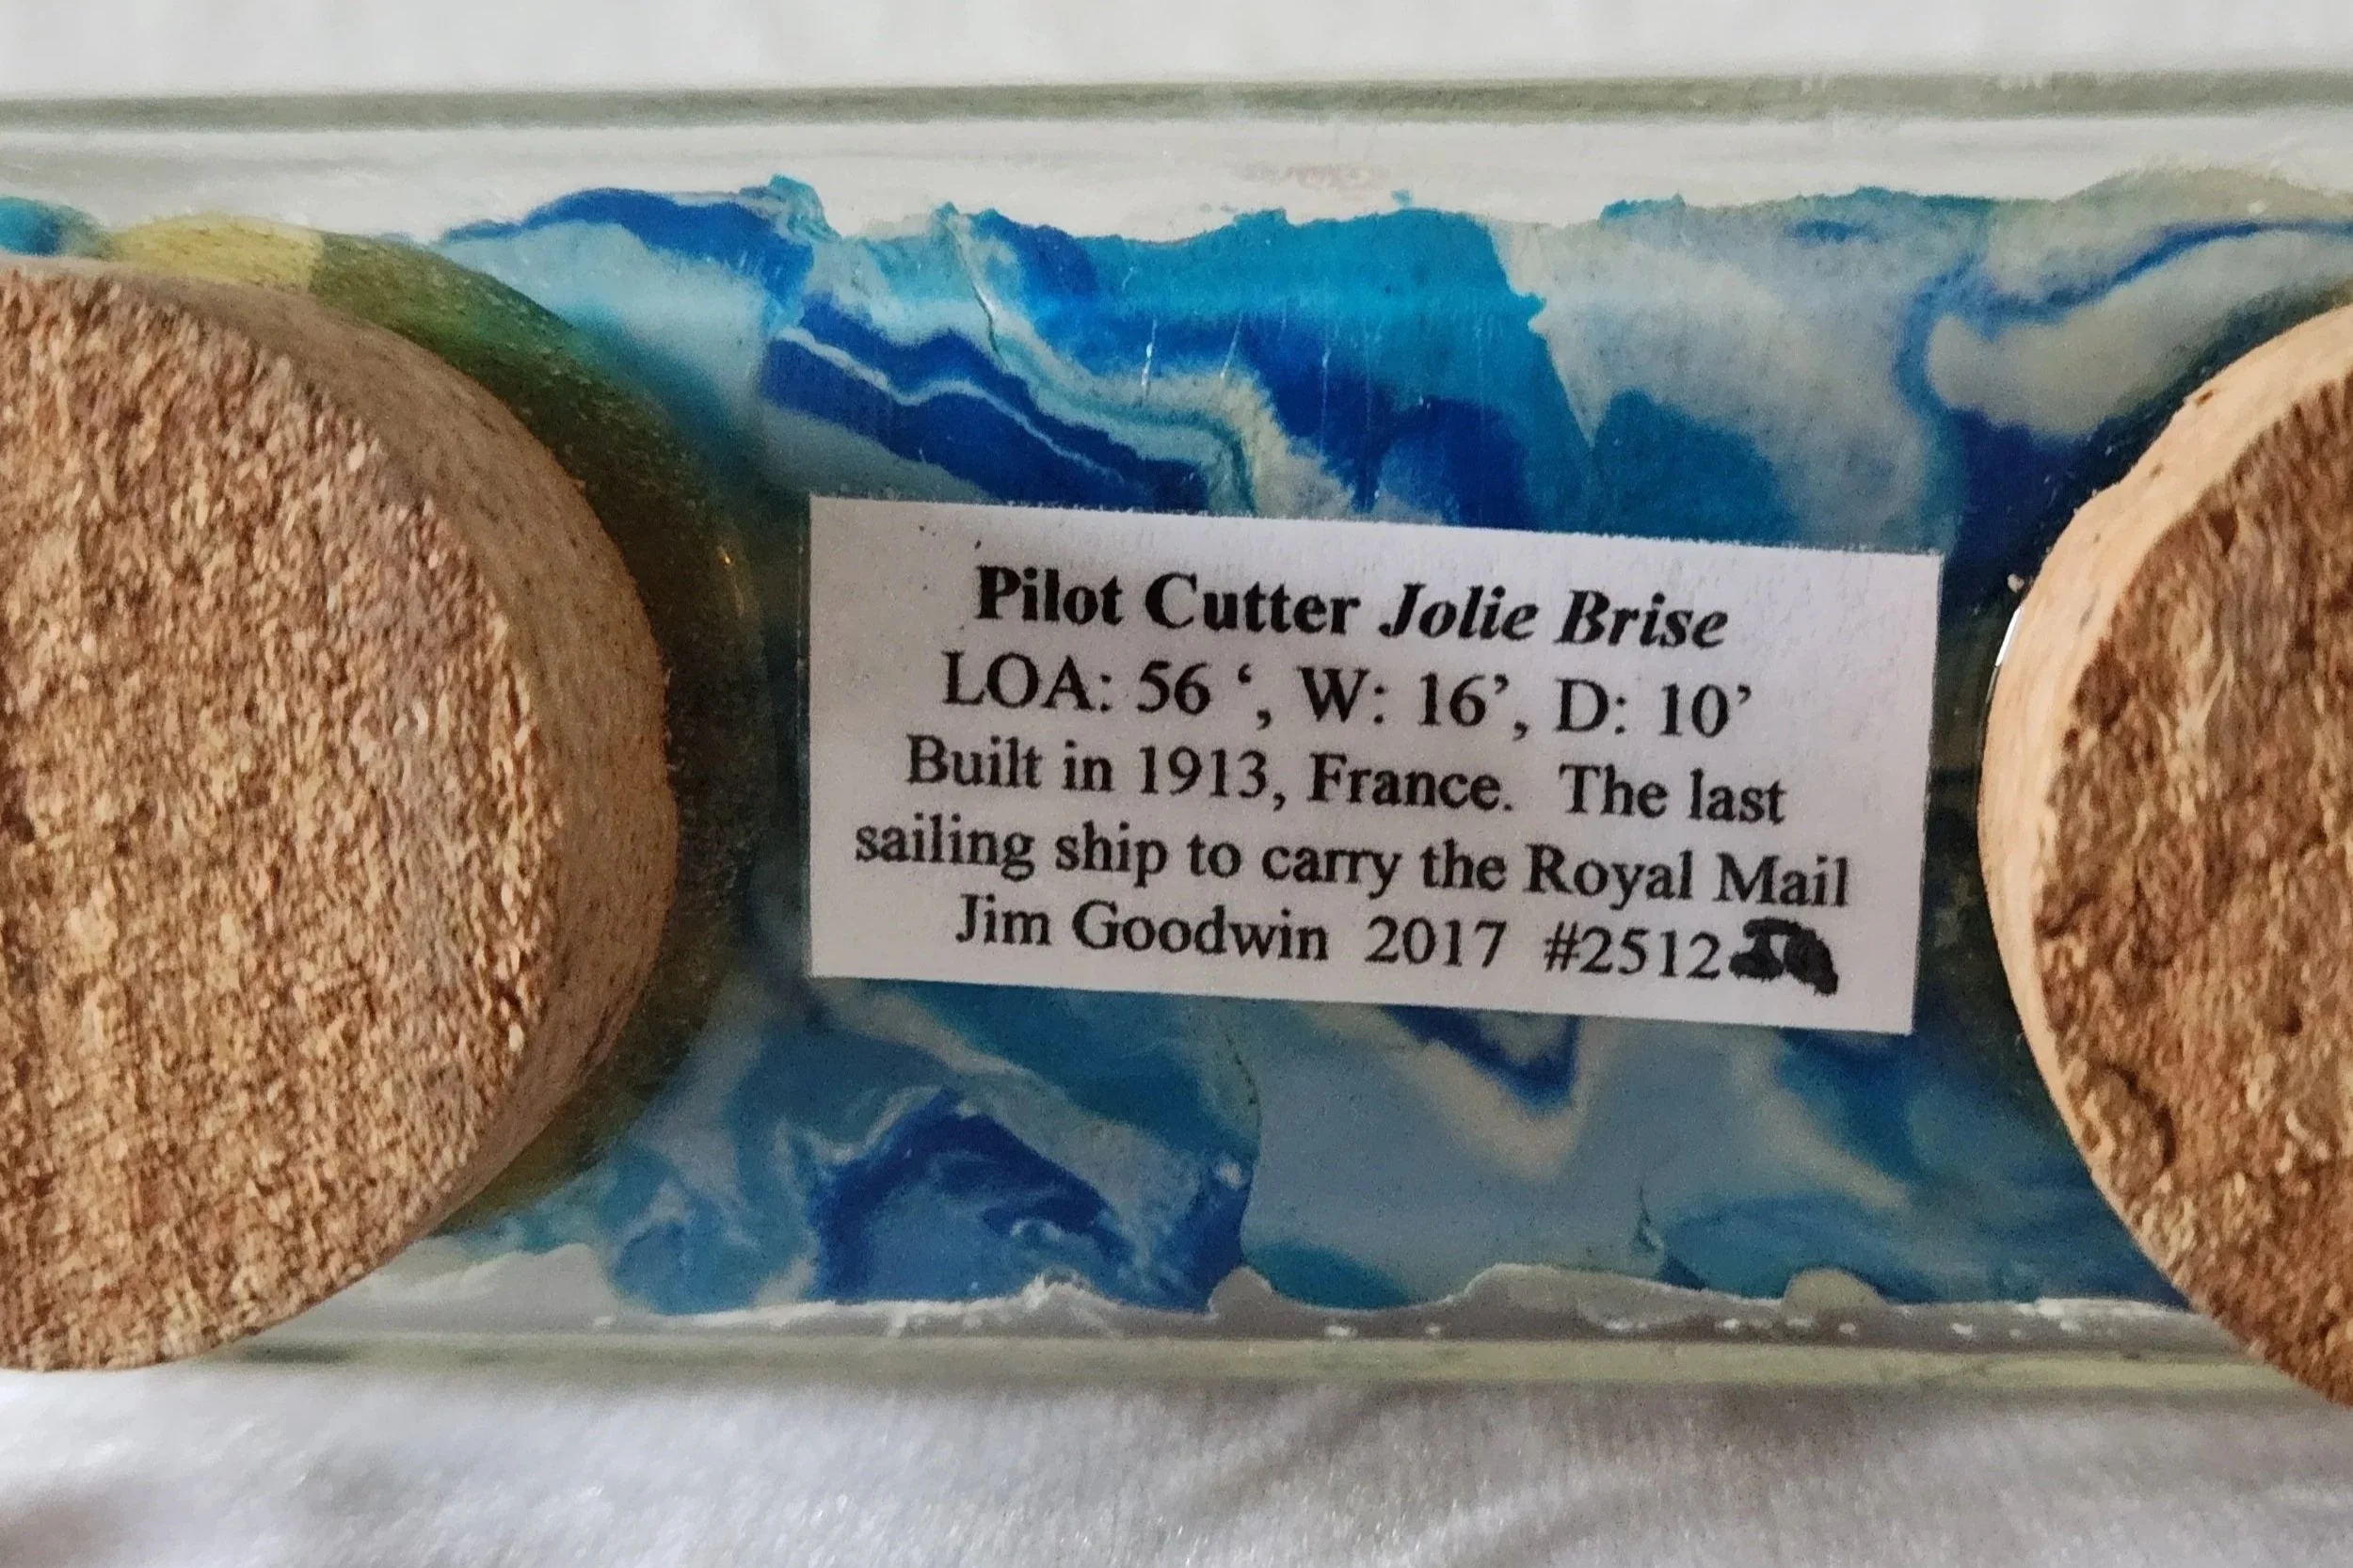 Pilot Cutter Jolie Brise
LOA: 56 ‘, W: 16’, D: 10’
Built in 1913, France.  The last
sailing ship to carry the Royal Mail
Jim Goodwin  2017  #2512